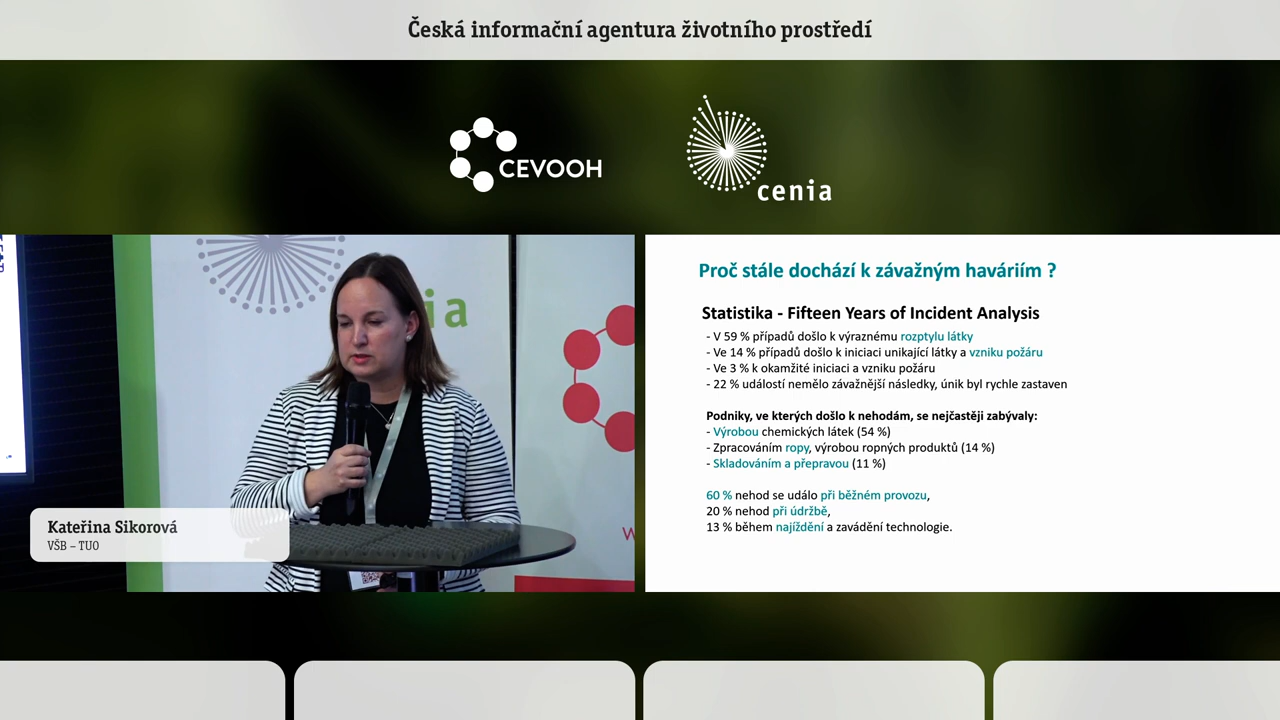 Česká informační agentura životního prostředí
CEVOOH
cenia
ia
Kateřina Sikorová
VŠB – TUO
Proč stále dochází k závažným haváriím ?
Statistika - Fifteen Years of Incident Analysis
- V 59 % případů došlo k výraznému rozptylu látky
- Ve 14 % případů došlo k iniciaci unikající látky a vzniku požáru
- Ve 3 % k okamžité iniciaci a vzniku požáru
- 22 % událostí nemělo závažnější následky, únik byl rychle zastaven
Podniky, ve kterých došlo k nehodám, se nejčastěji zabývaly:
- Výrobou chemických látek (54 %)
- Zpracováním ropy, výrobou ropných produktů (14 %)
- Skladováním a přepravou (11 %)
60 % nehod se událo při běžném provozu,
20 % nehod při údržbě,
13 % během najíždění a zavádění technologie.